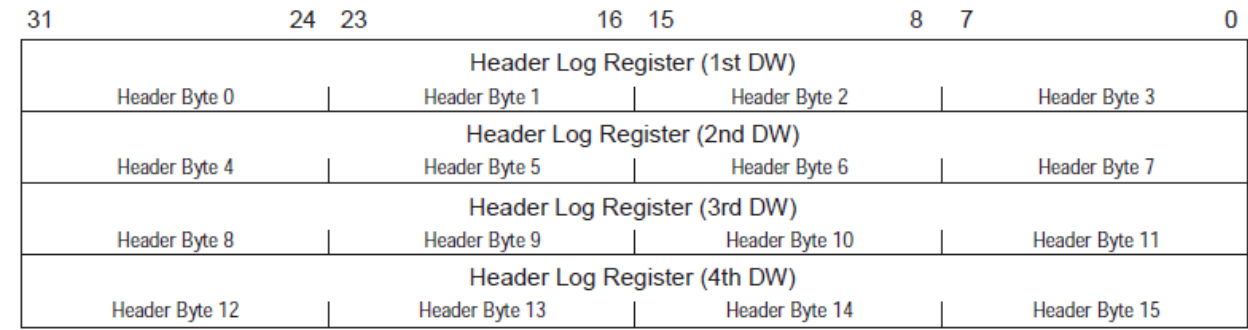 31 24 23 16 15 8 7 0
Header Log Register (1st DW)
Header Byte 0 Header Byte 1 Header Byte 2 Header Byte 3
Header Log Register (2nd DW)
Header Byte 4 Header Byte 5 Header Byte 6 Header Byte 7
Header Log Register (3rd DW)
Header Byte 8 Header Byte 9 Header Byte 10 Header Byte 11
Header Log Register (4th DW)
Header Byte 12 Header Byte 13 Header Byte 14 Header Byte 15